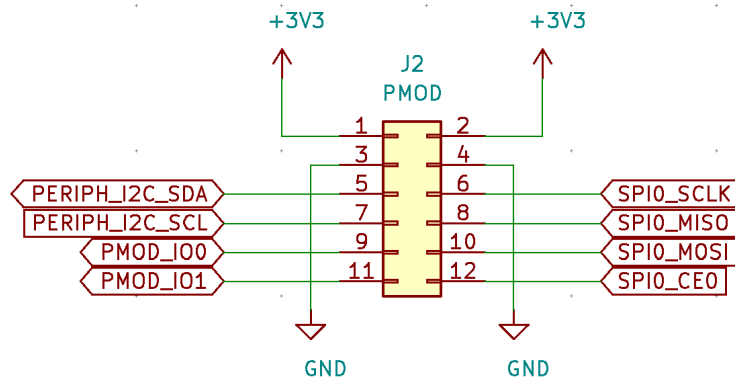 +3V3 +3V3
J2
PMOD
1 2
3 4
PERIPH_I2C_SDA 5 6 SPI0_SCLK
PERIPH_I2C_SCL 7 8 SPI0_MISO
PMOD_IO0 9 10 SPI0_MOSI
PMOD_IO1 11 12 SPI0_CE0
GND GND